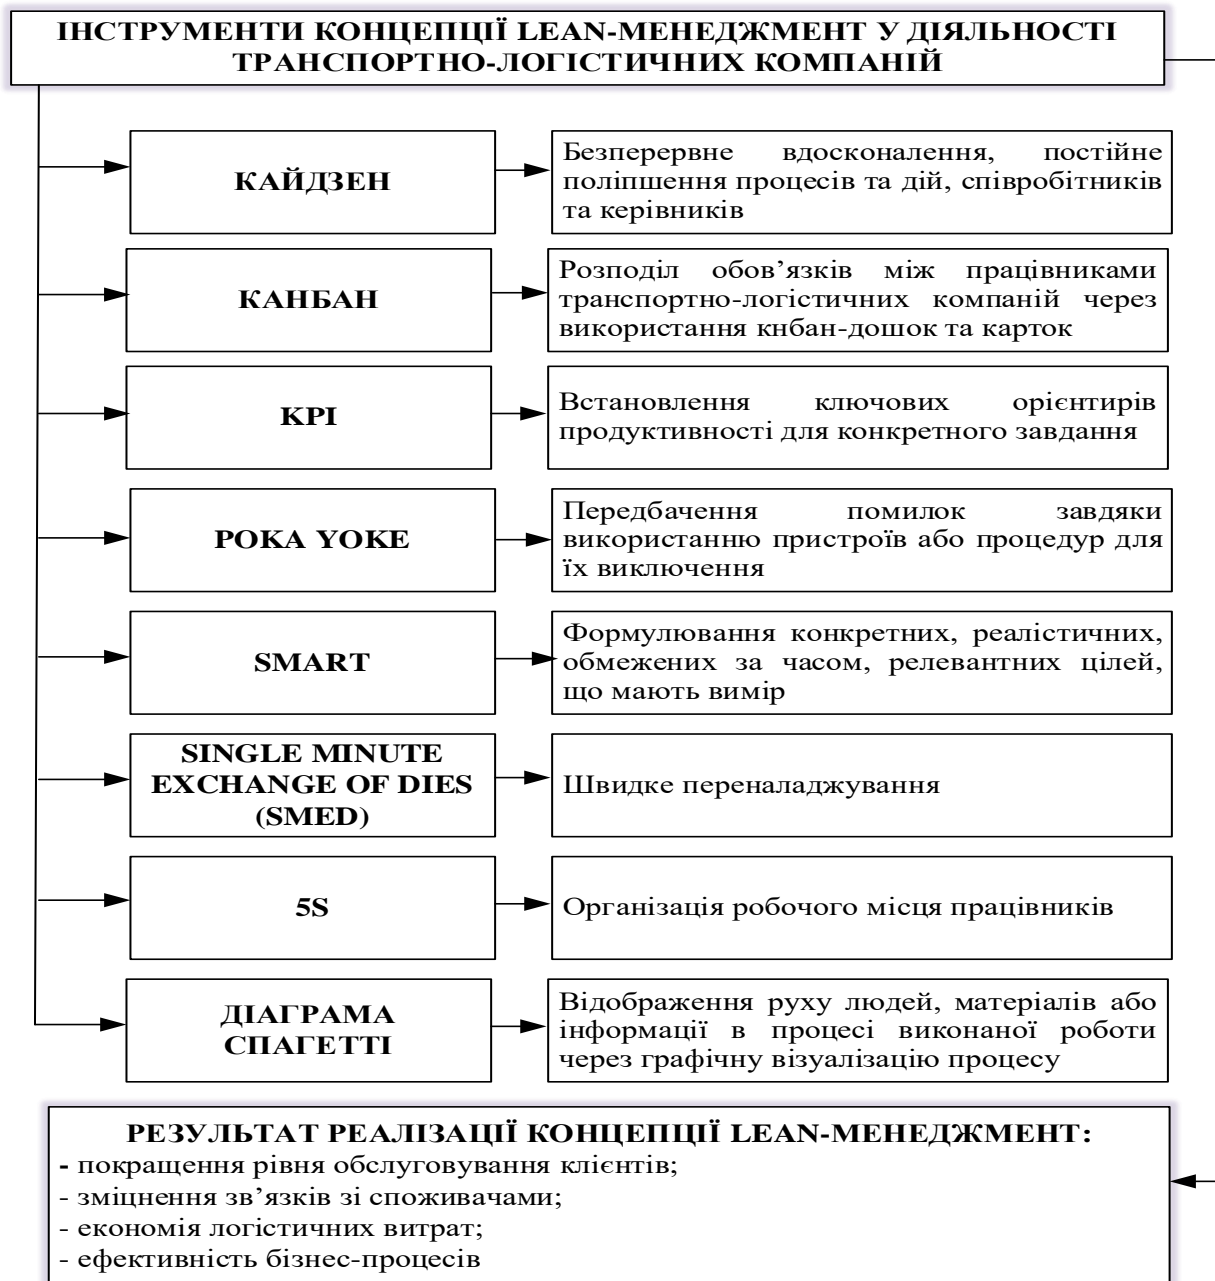 ІНСТРУМЕНТИ КОНЦЕПЦІЇ LEAN-МЕНЕДЖМЕНТ У ДІЯЛЬНОСТІ
ТРАНСПОРТНО-ЛОГІСТИЧНИХ КОМПАНІЙ
КАЙДЗЕН
Безперервне вдосконалення, постійне
поліпшення процесів та дій, співробітників
та керівників
КАНБАН
Розподіл обов’язків між працівниками
транспортно-логістичних компаній через
використання кнбан-дошок та карток
KPI
Встановлення ключових орієнтирів
продуктивності для конкретного завдання
POKA YOKE
Передбачення помилок завдяки
використанню пристроїв або процедур для
їх виключення
SMART
Формулювання конкретних, реалістичних,
обмежених за часом, релевантних цілей,
що мають вимір
SINGLE MINUTE
EXCHANGE OF DIES
(SMED)
Швидке переналаджування
5S
Організація робочого місця працівників
ДІАГРАМА
СПАГЕТТІ
Відображення руху людей, матеріалів або
інформації в процесі виконаної роботи
через графічну візуалізацію процесу
РЕЗУЛЬТАТ РЕАЛІЗАЦІЇ КОНЦЕПЦІЇ LEAN-МЕНЕДЖМЕНТ:
- покращення рівня обслуговування клієнтів;
- зміцнення зв’язків зі споживачами;
- економія логістичних витрат;
- ефективність бізнес-процесів